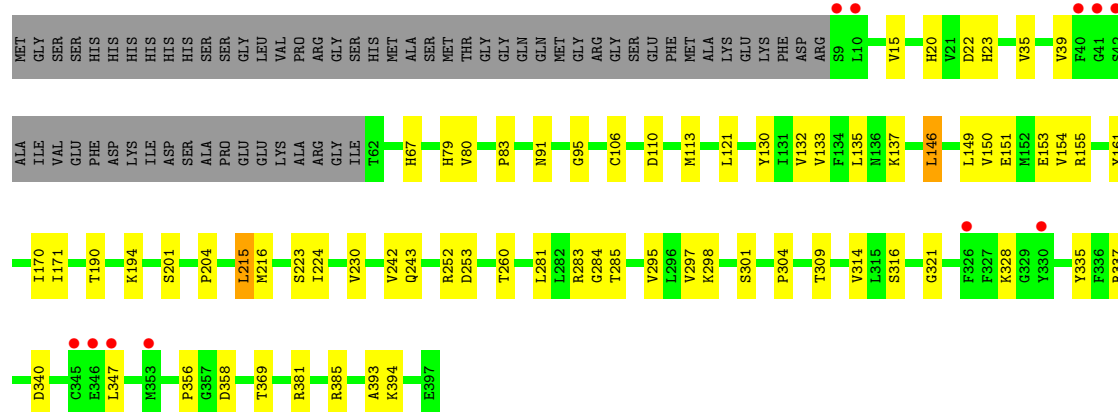 MET GLY SER SER HIS HIS HIS HIS HIS HIS SER SER GLY LEU VAL PRO ARG GLY SER HIS MET ALA SER MET THR GLY GLY GLN GLN MET GLY ARG GLY SER GLU PHE MET ALA LYS GLU LYS PHE ASP ARG S9 L10 V15 H20 V21 D22 H23 V35 V39 F40 G41 S42
ALA ILE VAL GLU PHE ASP LYS ILE ASP SER ALA PRO GLU GLU LYS ALA ARG GLY ILE T62 H67 H79 V80 P83 N91 G95 C106 D110 M113 L121 Y130 I131 V132 V133 F134 L135 N136 K137 L146 L149 V150 E151 M152 E153 V154 R155 Y161
I170 I171 T190 K194 S201 P204 L215 M216 S223 I224 V230 V242 Q243 R252 D253 T260 L281 L282 R283 G284 T285 V295 L296 V297 K298 S301 P304 T309 V314 L315 S316 G321 F326 F327 K328 G329 Y330 Y335 F336 R337
D340 C345 E346 L347 M353 P356 G357 D358 T369 R381 R385 A393 K394 E397